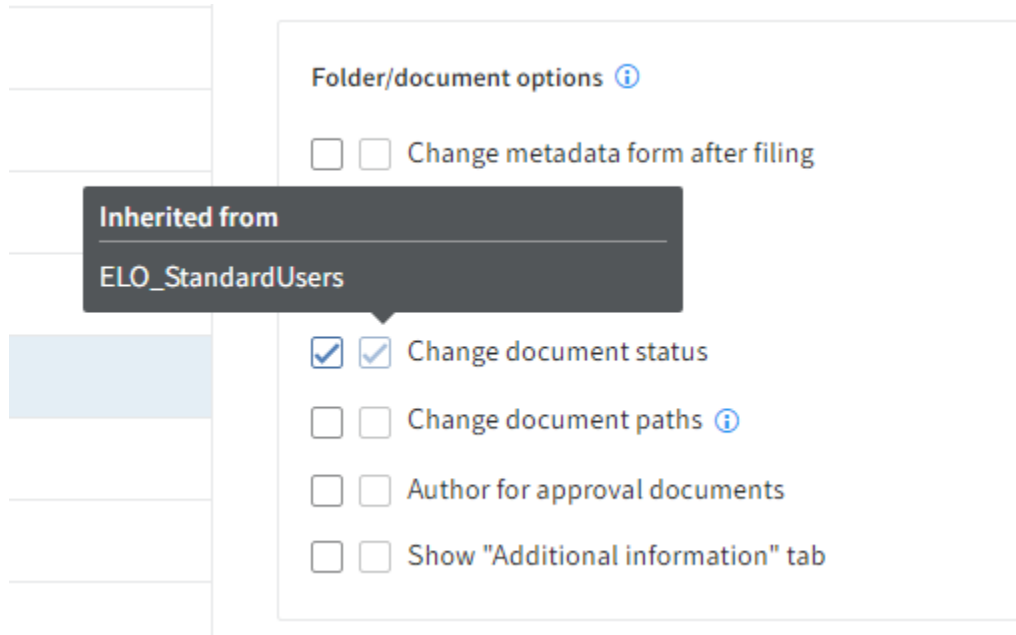 Folder/document options
Change metadata form after filing
Inherited from
ELO_StandardUsers
Change document status
Change document paths
Author for approval documents
Show "Additional information" tab